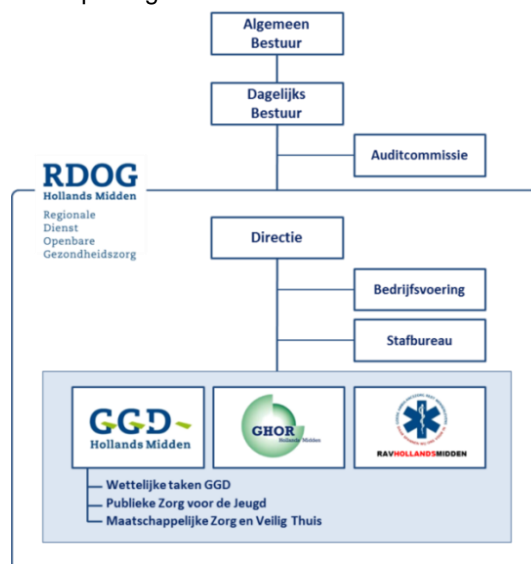 Algemeen
Bestuur
Dagelijks
Bestuur
Auditcommissie
RDOG
Hollands Midden
Regionale
Dienst
Openbare
Gezondheidszorg
Directie
Bedrijfsvoering
Stafbureau
GGD
Hollands Midden
GHOR
Hollands Midden
RAVHOLLANDSMIDDEN
Wettelijke taken GGD
Publieke Zorg voor de Jeugd
Maatschappelijke Zorg en Veilig Thuis